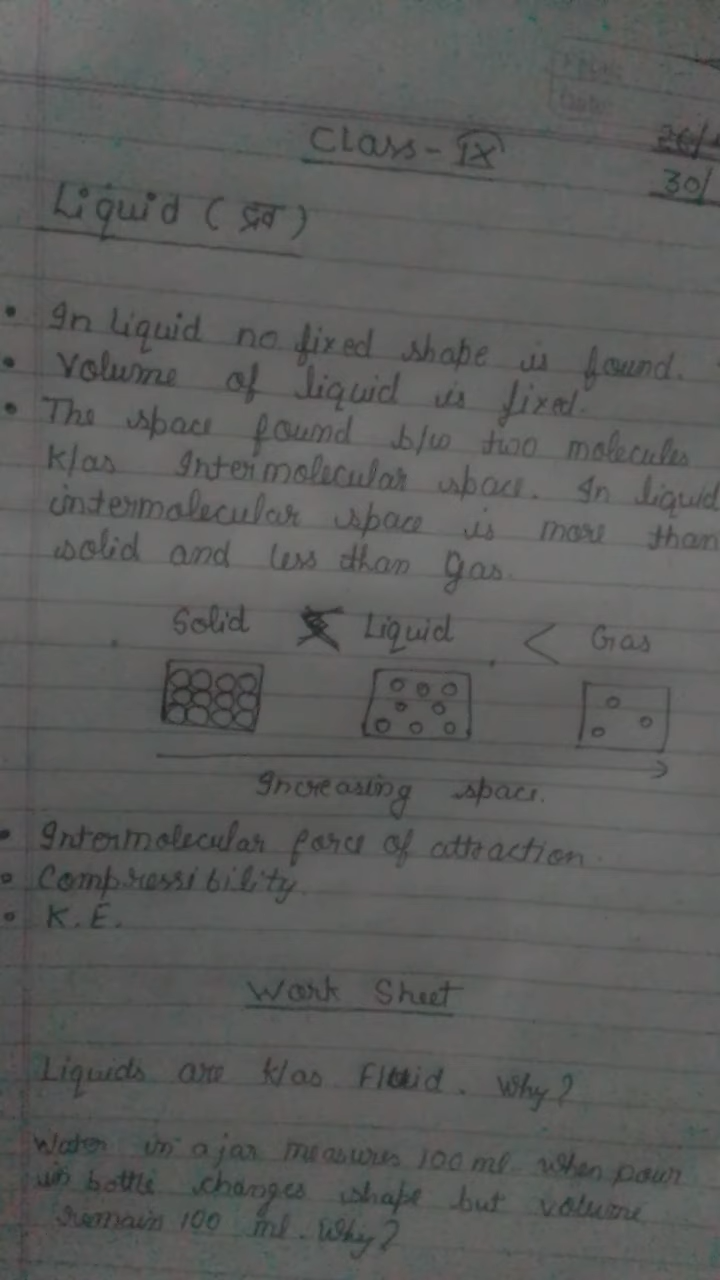 Class - IX
30/
Liquid (द्रव)
• In liquid no fixed shape is found.
• Volume of liquid is fixed.
• The space found b/w two molecules
k/as Intermolecular space. In liquid
intermolecular space is more than
solid and less than gas.
Solid Liquid < Gas
Increasing space.
• Intermolecular force of attraction.
• Compressibility
• K.E.
Work Sheet
Liquids are k/as Fluid. Why?
Water in a jar measures 100 ml when pour
in bottle changes shape but volume
remain 100 ml. Why?